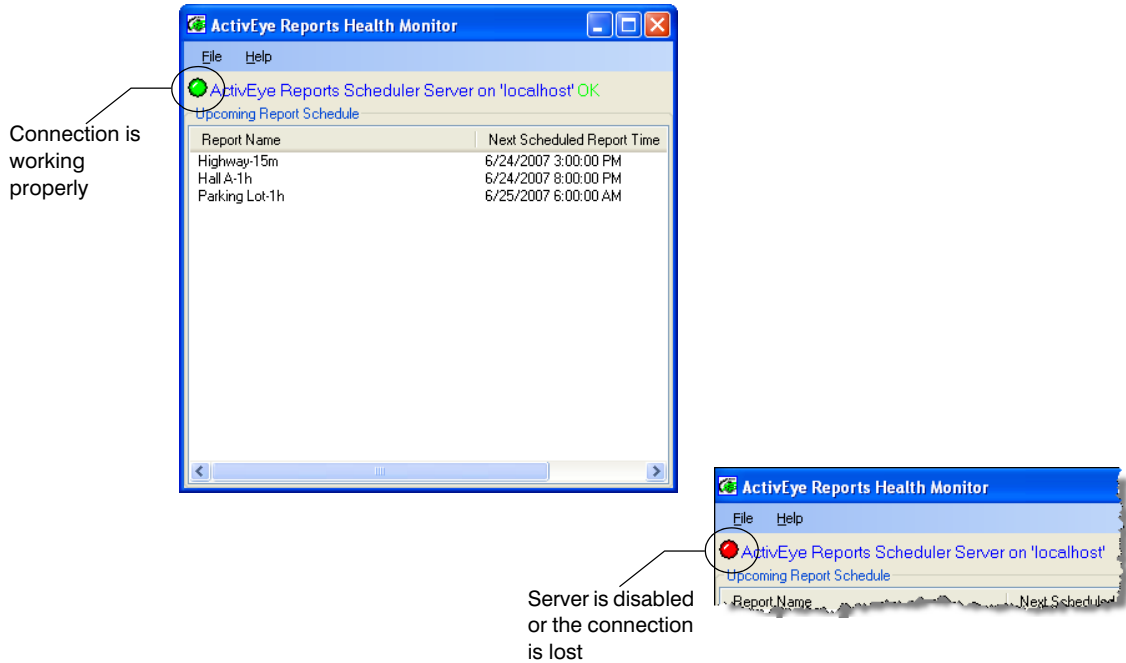 ActivEye Reports Health Monitor
File Help
ActivEye Reports Scheduler Server on 'localhost' OK
Upcoming Report Schedule
Report Name Next Scheduled Report Time
Highway-15m 6/24/2007 3:00:00 PM
Hall A-1h 6/24/2007 8:00:00 PM
Parking Lot-1h 6/25/2007 6:00:00 AM
Connection is
working
properly
ActivEye Reports Health Monitor
File Help
ActivEye Reports Scheduler Server on 'localhost'
Upcoming Report Schedule
Report Name Next Scheduled
Server is disabled
or the connection
is lost